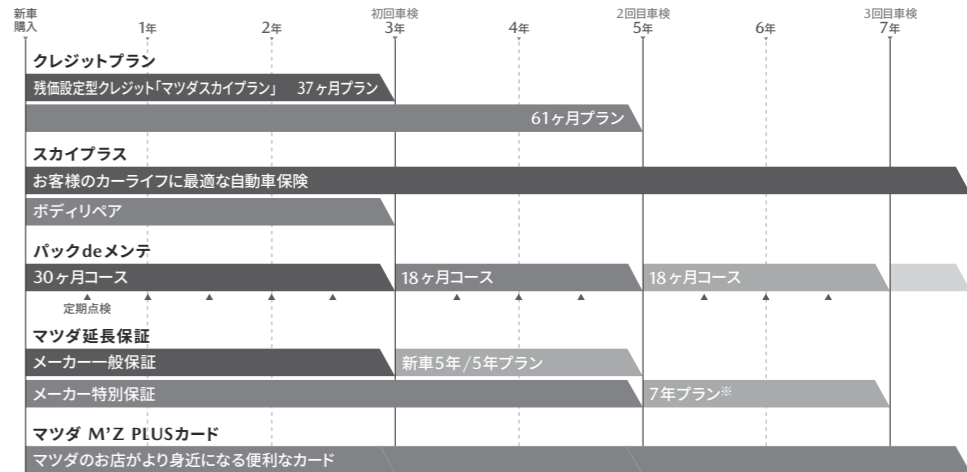 新車
購入
1年
2年
初回車検
3年
4年
2回目車検
5年
6年
3回目車検
7年
クレジットプラン
残価設定型クレジット「マツダスカイプラン」 37ヶ月プラン
61ヶ月プラン
スカイプラス
お客様のカーライフに最適な自動車保険
ボディリペア
パックdeメンテ
30ヶ月コース
18ヶ月コース
18ヶ月コース
定期点検
マツダ延長保証
メーカー一般保証
新車5年/5年プラン
メーカー特別保証
7年プラン※
マツダ M’Z PLUSカード
マツダのお店がより身近になる便利なカード